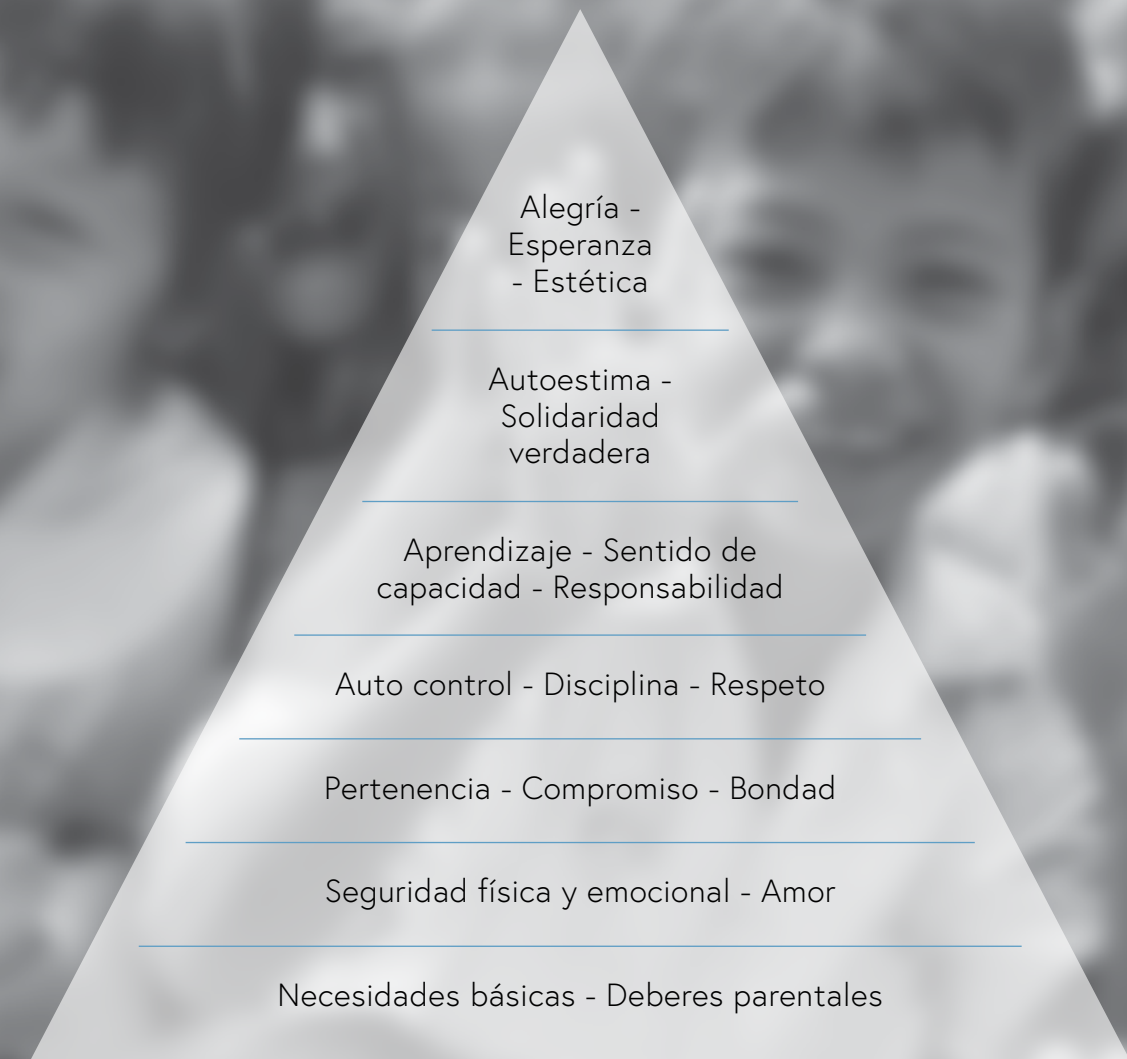 Alegría -
Esperanza
- Estética
Autoestima -
Solidaridad
verdadera
Aprendizaje - Sentido de
capacidad - Responsabilidad
Auto control - Disciplina - Respeto
Pertenencia - Compromiso - Bondad
Seguridad física y emocional - Amor
Necesidades básicas - Deberes parentales